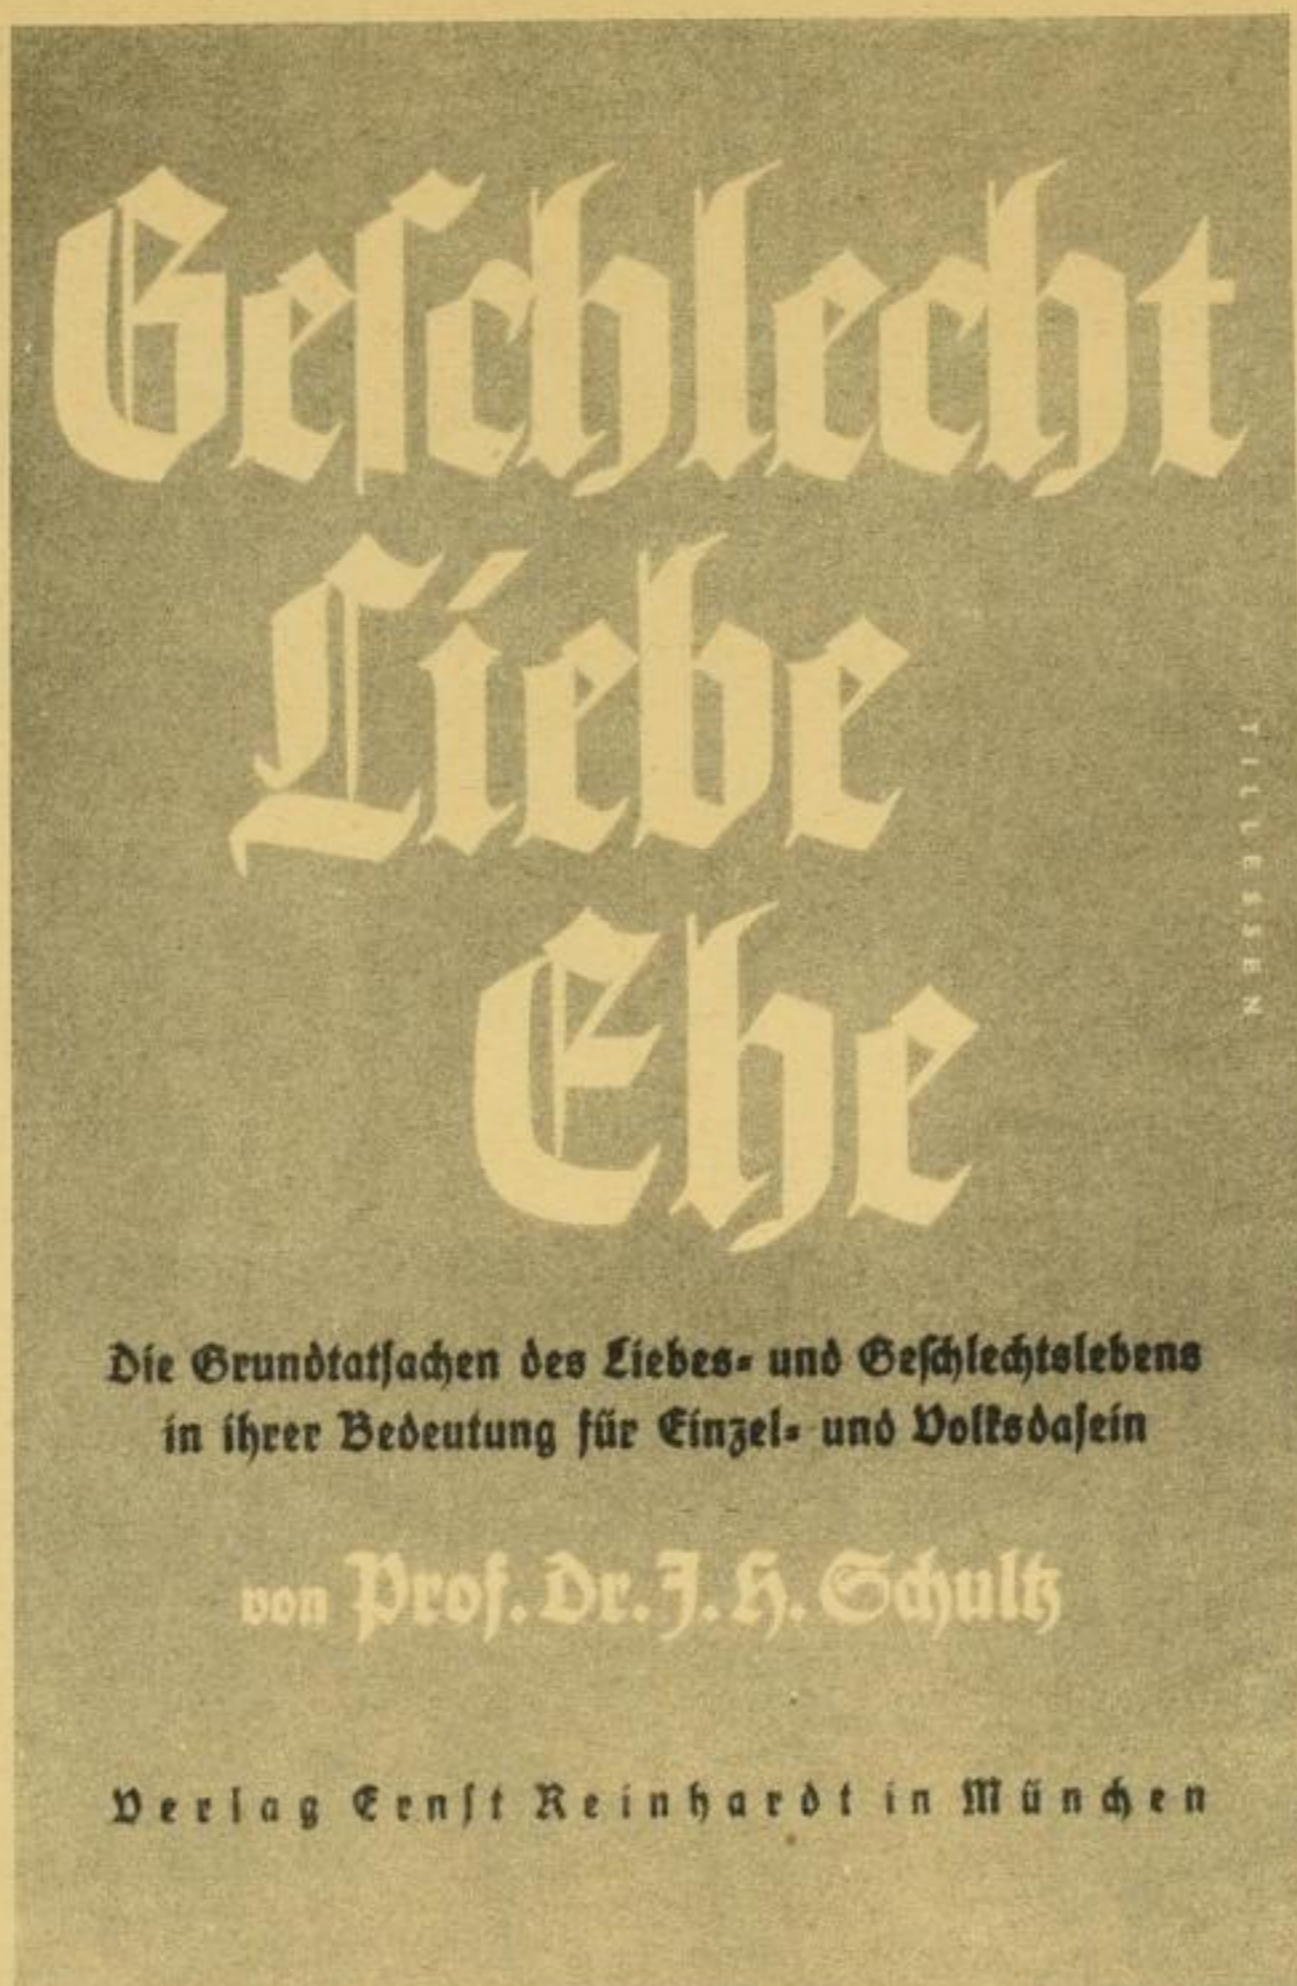 Geſchlecht
Liebe
Ehe
Die Grundtatſachen des Liebes- und Geſchlechtslebens
in ihrer Bedeutung für Einzel- und Volksdaſein
von Prof. Dr. J. H. Schultz
Verlag Ernſt Reinhardt in München
TILLESSEN